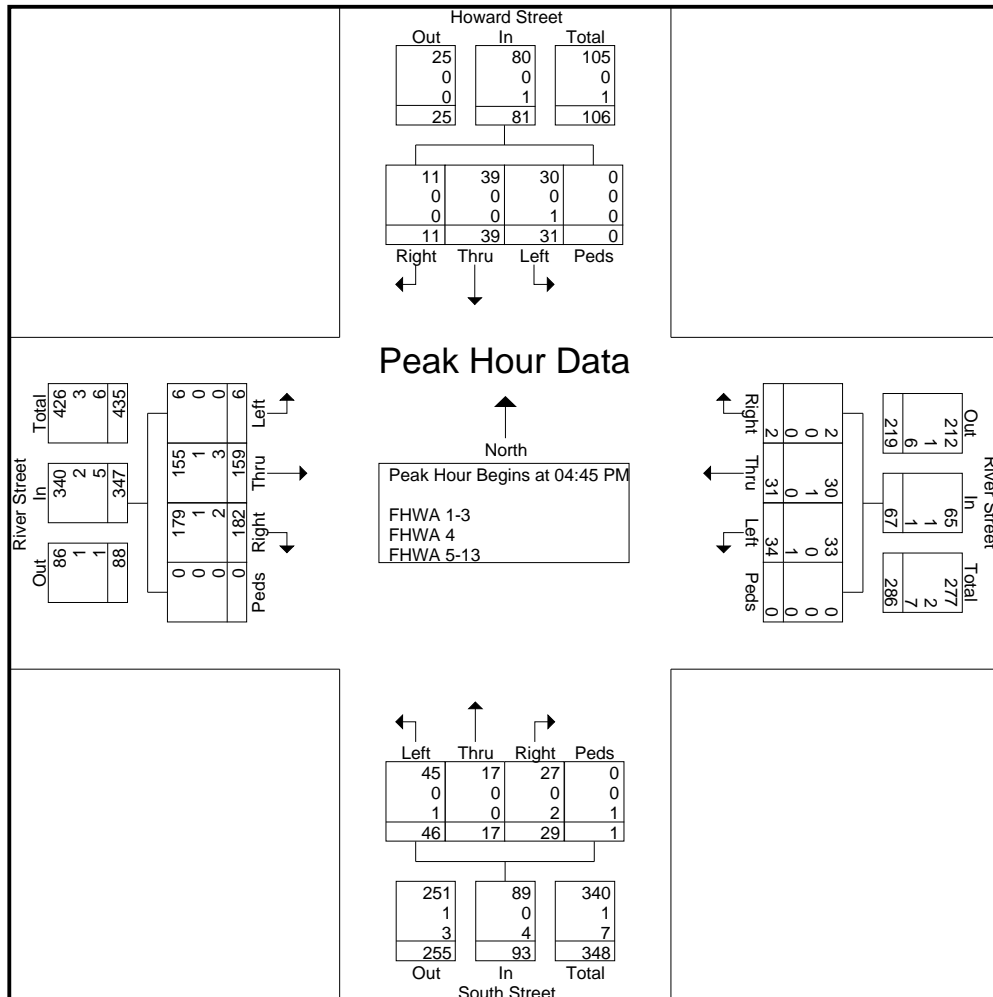 Howard Street
Out In Total
25 80 105
0 0 0
0 1 1
25 81 106
11 39 30 0
0 0 0 0
0 0 1 0
11 39 31 0
Right Thru Left Peds
Peak Hour Data
North
Peak Hour Begins at 04:45 PM
FHWA 1-3
FHWA 4
FHWA 5-13
River Street
Total In Out
426 340 86
3 2 1
6 5 1
435 347 88
Left Thru Right Peds
6 155 179 0
0 1 1 0
0 3 2 0
6 159 182 0
River Street
Out In Total
212 65 277
1 1 2
6 1 7
219 67 286
Right Thru Left Peds
2 30 33 0
0 1 0 0
0 0 1 0
2 31 34 0
Left Thru Right Peds
45 17 27 0
0 0 0 0
1 0 2 1
46 17 29 1
251 89 340
1 0 1
3 4 7
255 93 348
Out In Total
South Street